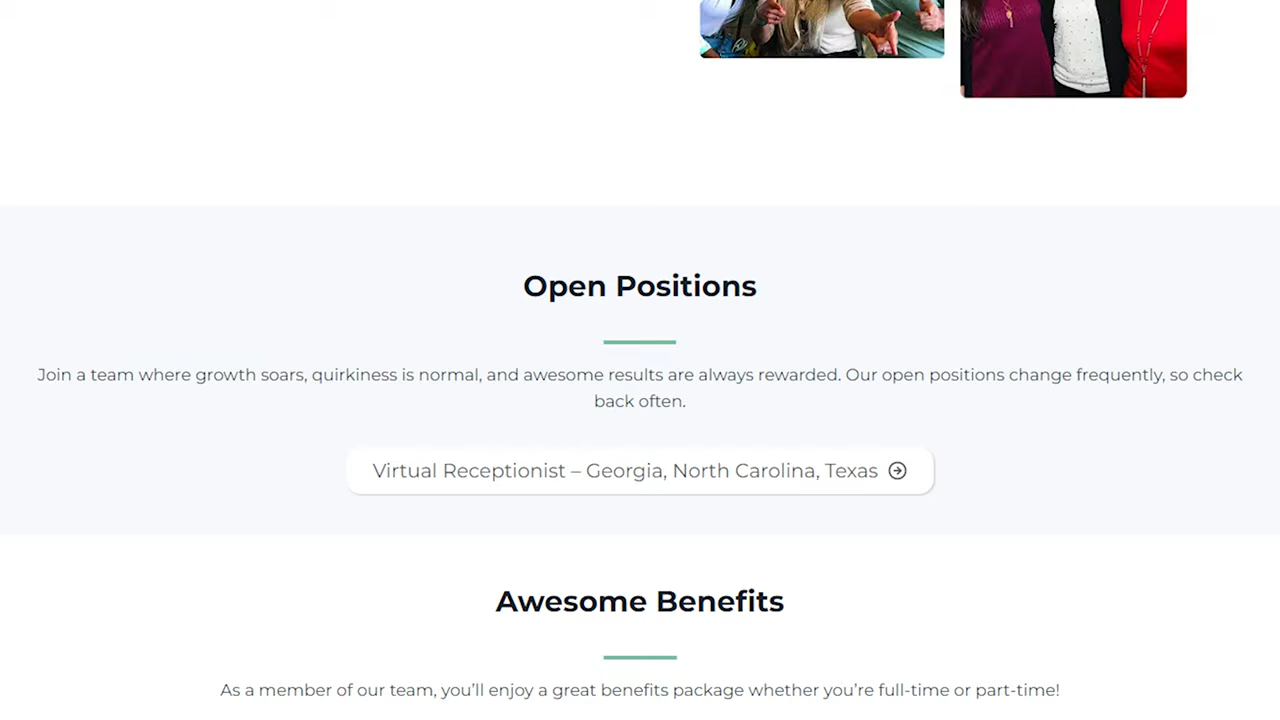 Open Positions
Join a team where growth soars, quirkiness is normal, and awesome results are always rewarded. Our open positions change frequently, so check
back often.
Virtual Receptionist – Georgia, North Carolina, Texas
Awesome Benefits
As a member of our team, you’ll enjoy a great benefits package whether you’re full-time or part-time!